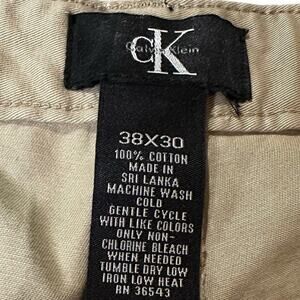 cK
Calvin Klein
38X30
100% COTTON
MADE IN
SRI LANKA
MACHINE WASH
COLD
GENTLE CYCLE
WITH LIKE COLORS
ONLY NON-
CHLORINE BLEACH
WHEN NEEDED
TUMBLE DRY LOW
IRON LOW HEAT
RN 36543